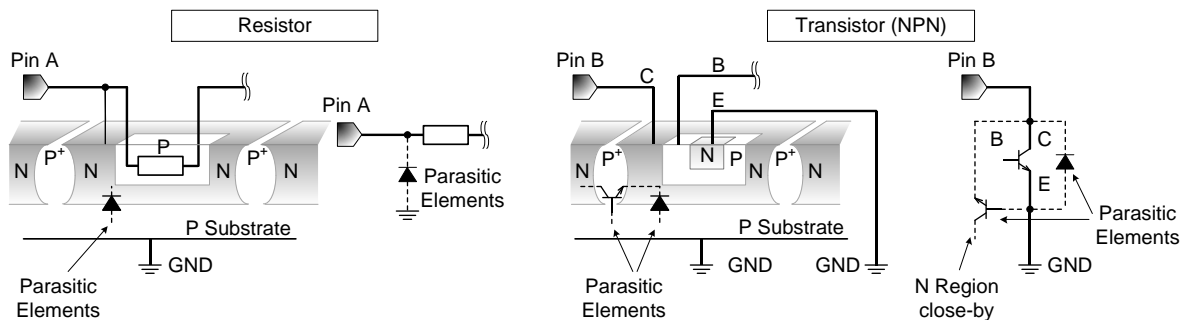 Resistor
Transistor (NPN)
Pin A
Pin B
C
B
E
Pin B
Pin A
N
P+
N
P
N
P+
N
Parasitic
Elements
N
P+
N
N
P
P+
N
B
C
E
P Substrate
GND
Parasitic
Elements
P Substrate
GND
GND
Parasitic
Elements
Parasitic
Elements
GND
N Region
close-by